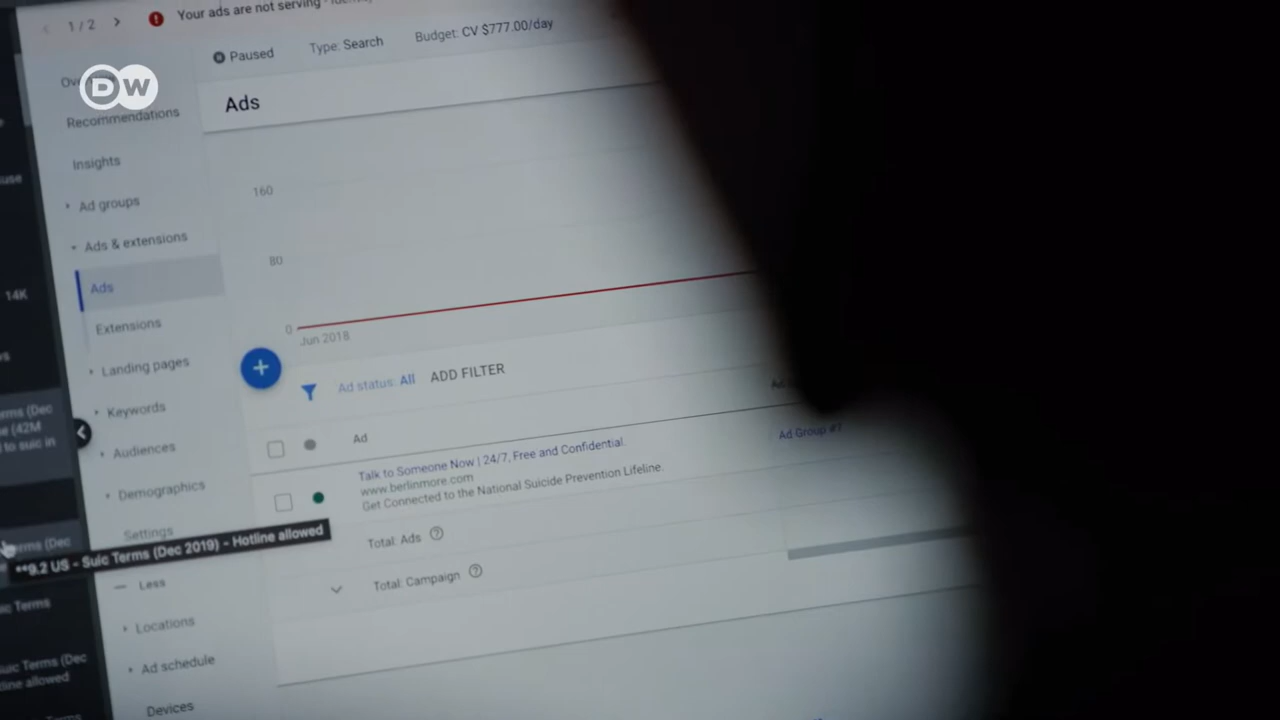 1 / 2
Your ads are not serving -
Paused
Type: Search
Budget: CV $777.00/day
DW
Recommendations
Ads
Insights
160
Ad groups
Ads & extensions
80
Ads
14K
Extensions
0
Jun 2018
Landing pages
Ad status: All
ADD FILTER
Keywords
Ad
Audiences
Talk to Someone Now | 24/7, Free and Confidential.
Ad Group #?
www.berlinmore.com
Get Connected to the National Suicide Prevention Lifeline.
Demographics
Settings
Total: Ads
**9.2 US - Suic Terms (Dec 2019) - Hotline allowed
Total: Campaign
Less
Locations
Ad schedule
Devices